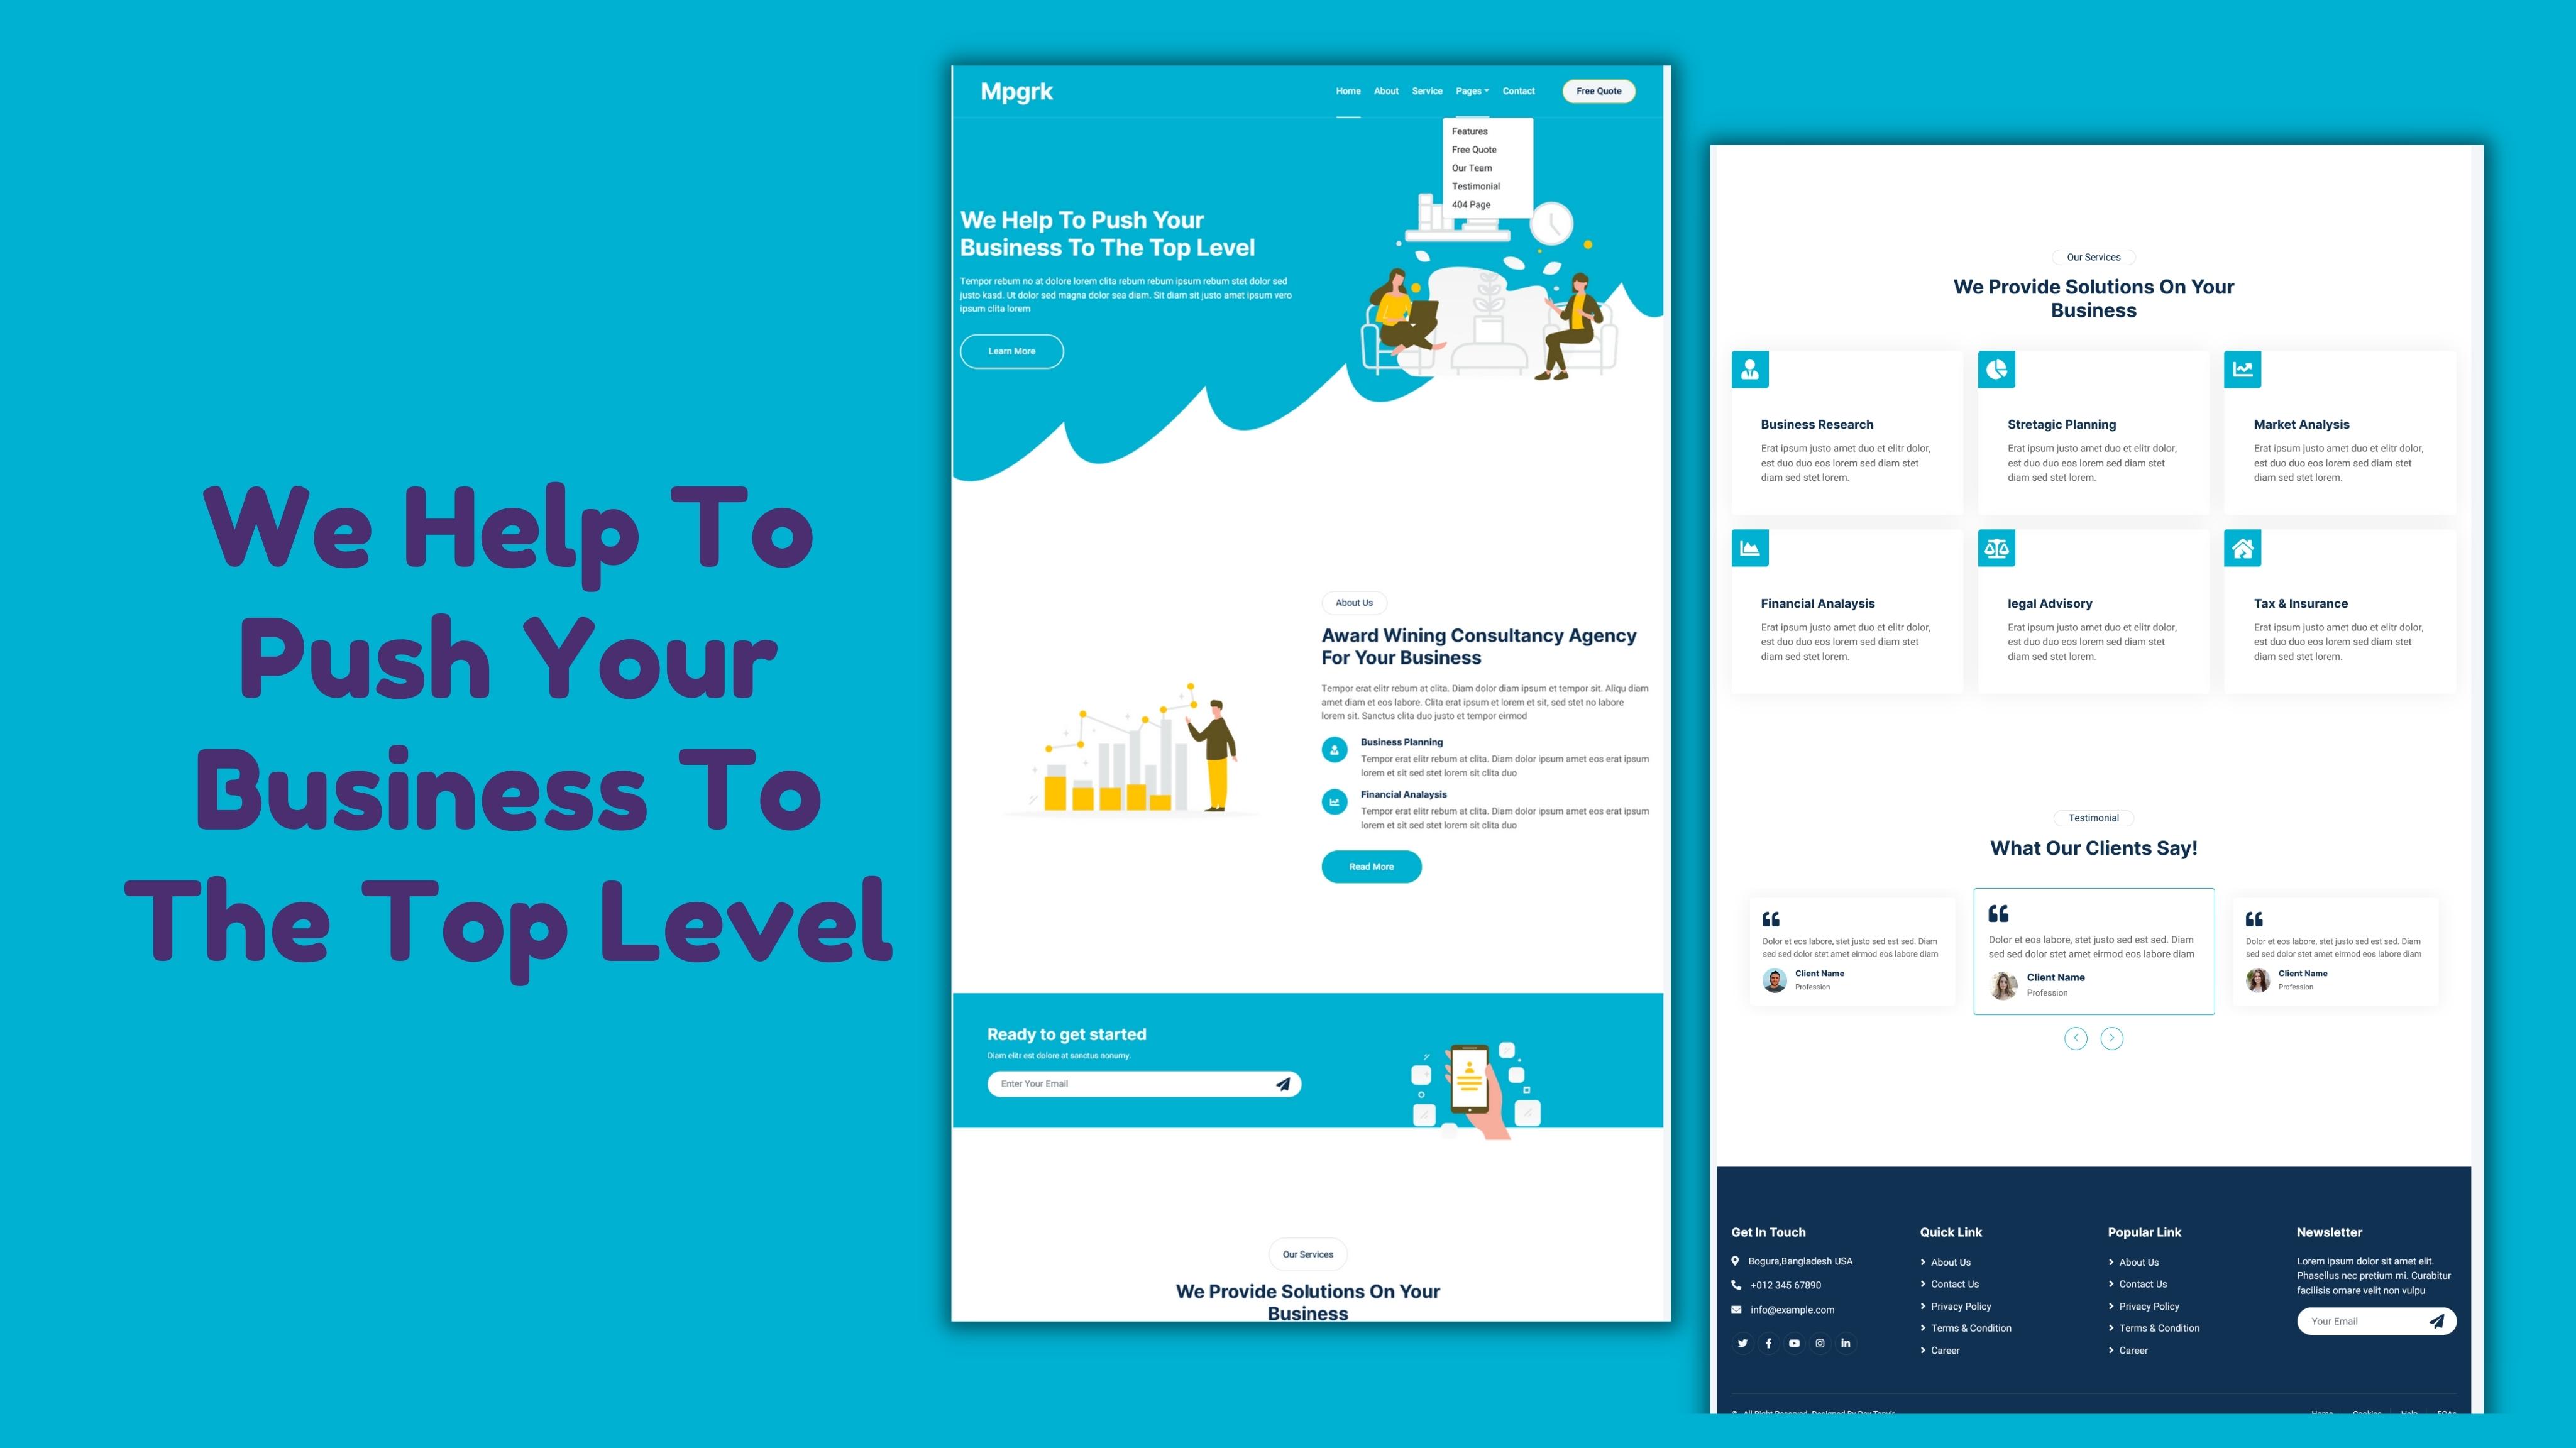 We Help To
Push Your
Business To
The Top Level
Mpgrk
Home About Service Pages Contact Free Quote
Features
Free Quote
Our Team
Testimonial
404 Page
We Help To Push Your
Business To The Top Level
Tempor rebum no at dolore lorem clita rebum rebum ipsum rebum stet dolor sed
justo kasd. Ut dolor sed magna dolor sea diam. Sit diam sit justo amet ipsum vero
ipsum clita lorem
Learn More
About Us
Award Wining Consultancy Agency
For Your Business
Tempor erat elitr rebum at clita. Diam dolor diam ipsum et tempor sit. Aliqu diam
amet diam et eos labore. Clita erat ipsum et lorem et sit, sed stet no labore
lorem sit. Sanctus clita duo justo et tempor eirmod
Business Planning
Tempor erat elitr rebum at clita. Diam dolor ipsum amet eos erat ipsum
lorem et sit sed stet lorem sit clita duo
Financial Analaysis
Tempor erat elitr rebum at clita. Diam dolor ipsum amet eos erat ipsum
lorem et sit sed stet lorem sit clita duo
Read More
Ready to get started
Diam elitr est dolore at sanctus nonumy.
Enter Your Email
Our Services
We Provide Solutions On Your
Business
Our Services
We Provide Solutions On Your
Business
Business Research
Erat ipsum justo amet duo et elitr dolor,
est duo duo eos lorem sed diam stet
diam sed stet lorem.
Stretagic Planning
Erat ipsum justo amet duo et elitr dolor,
est duo duo eos lorem sed diam stet
diam sed stet lorem.
Market Analysis
Erat ipsum justo amet duo et elitr dolor,
est duo duo eos lorem sed diam stet
diam sed stet lorem.
Financial Analaysis
Erat ipsum justo amet duo et elitr dolor,
est duo duo eos lorem sed diam stet
diam sed stet lorem.
legal Advisory
Erat ipsum justo amet duo et elitr dolor,
est duo duo eos lorem sed diam stet
diam sed stet lorem.
Tax & Insurance
Erat ipsum justo amet duo et elitr dolor,
est duo duo eos lorem sed diam stet
diam sed stet lorem.
Testimonial
What Our Clients Say!
Dolor et eos labore, stet justo sed est sed. Diam
sed sed dolor stet amet eirmod eos labore diam
Client Name
Profession
Dolor et eos labore, stet justo sed est sed. Diam
sed sed dolor stet amet eirmod eos labore diam
Client Name
Profession
Dolor et eos labore, stet justo sed est sed. Diam
sed sed dolor stet amet eirmod eos labore diam
Client Name
Profession
Get In Touch
Bogura,Bangladesh USA
+012 345 67890
info@example.com
Quick Link
About Us
Contact Us
Privacy Policy
Terms & Condition
Career
Popular Link
About Us
Contact Us
Privacy Policy
Terms & Condition
Career
Newsletter
Lorem ipsum dolor sit amet elit.
Phasellus nec pretium mi. Curabitur
facilisis ornare velit non vulpu
Your Email